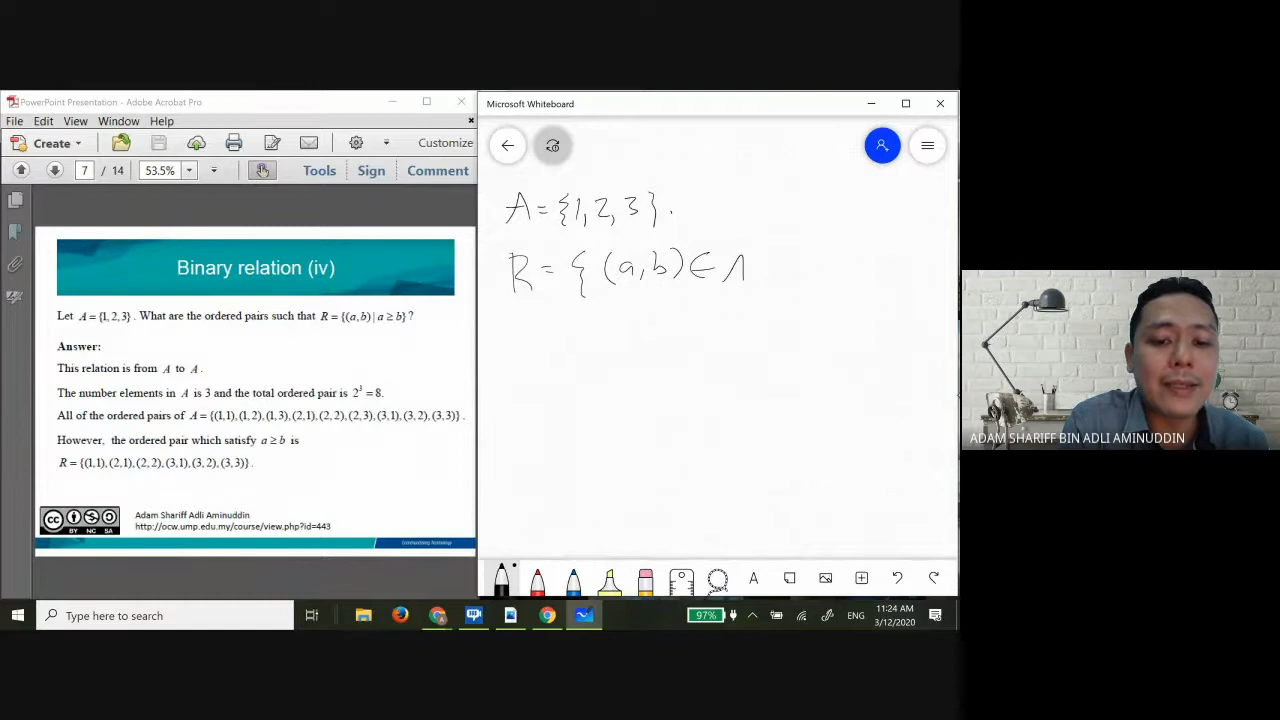 PowerPoint Presentation - Adobe Acrobat Pro
File Edit View Window Help
Create
Customize
7 / 14
53.5%
Tools
Sign
Comment
Binary relation (iv)
Let A = {1, 2, 3}. What are the ordered pairs such that R = {(a, b) | a ≥ b}?
Answer:
This relation is from A to A.
The number elements in A is 3 and the total ordered pair is 2³ = 8.
All of the ordered pairs of A = {(1,1), (1, 2), (1,3), (2,1), (2, 2), (2,3), (3,1), (3, 2), (3,3)}.
However, the ordered pair which satisfy a ≥ b is
R = {(1,1), (2,1), (2, 2), (3,1), (3, 2), (3,3)}.
CC BY NC SA
Adam Shariff Adli Aminuddin
http://ocw.ump.edu.my/course/view.php?id=443
Microsoft Whiteboard
A = {1, 2, 3}.
R = { (a, b) ∈ A
ADAM SHARIFF BIN ADLI AMINUDDIN
Type here to search
97%
ENG
11:24 AM
3/12/2020